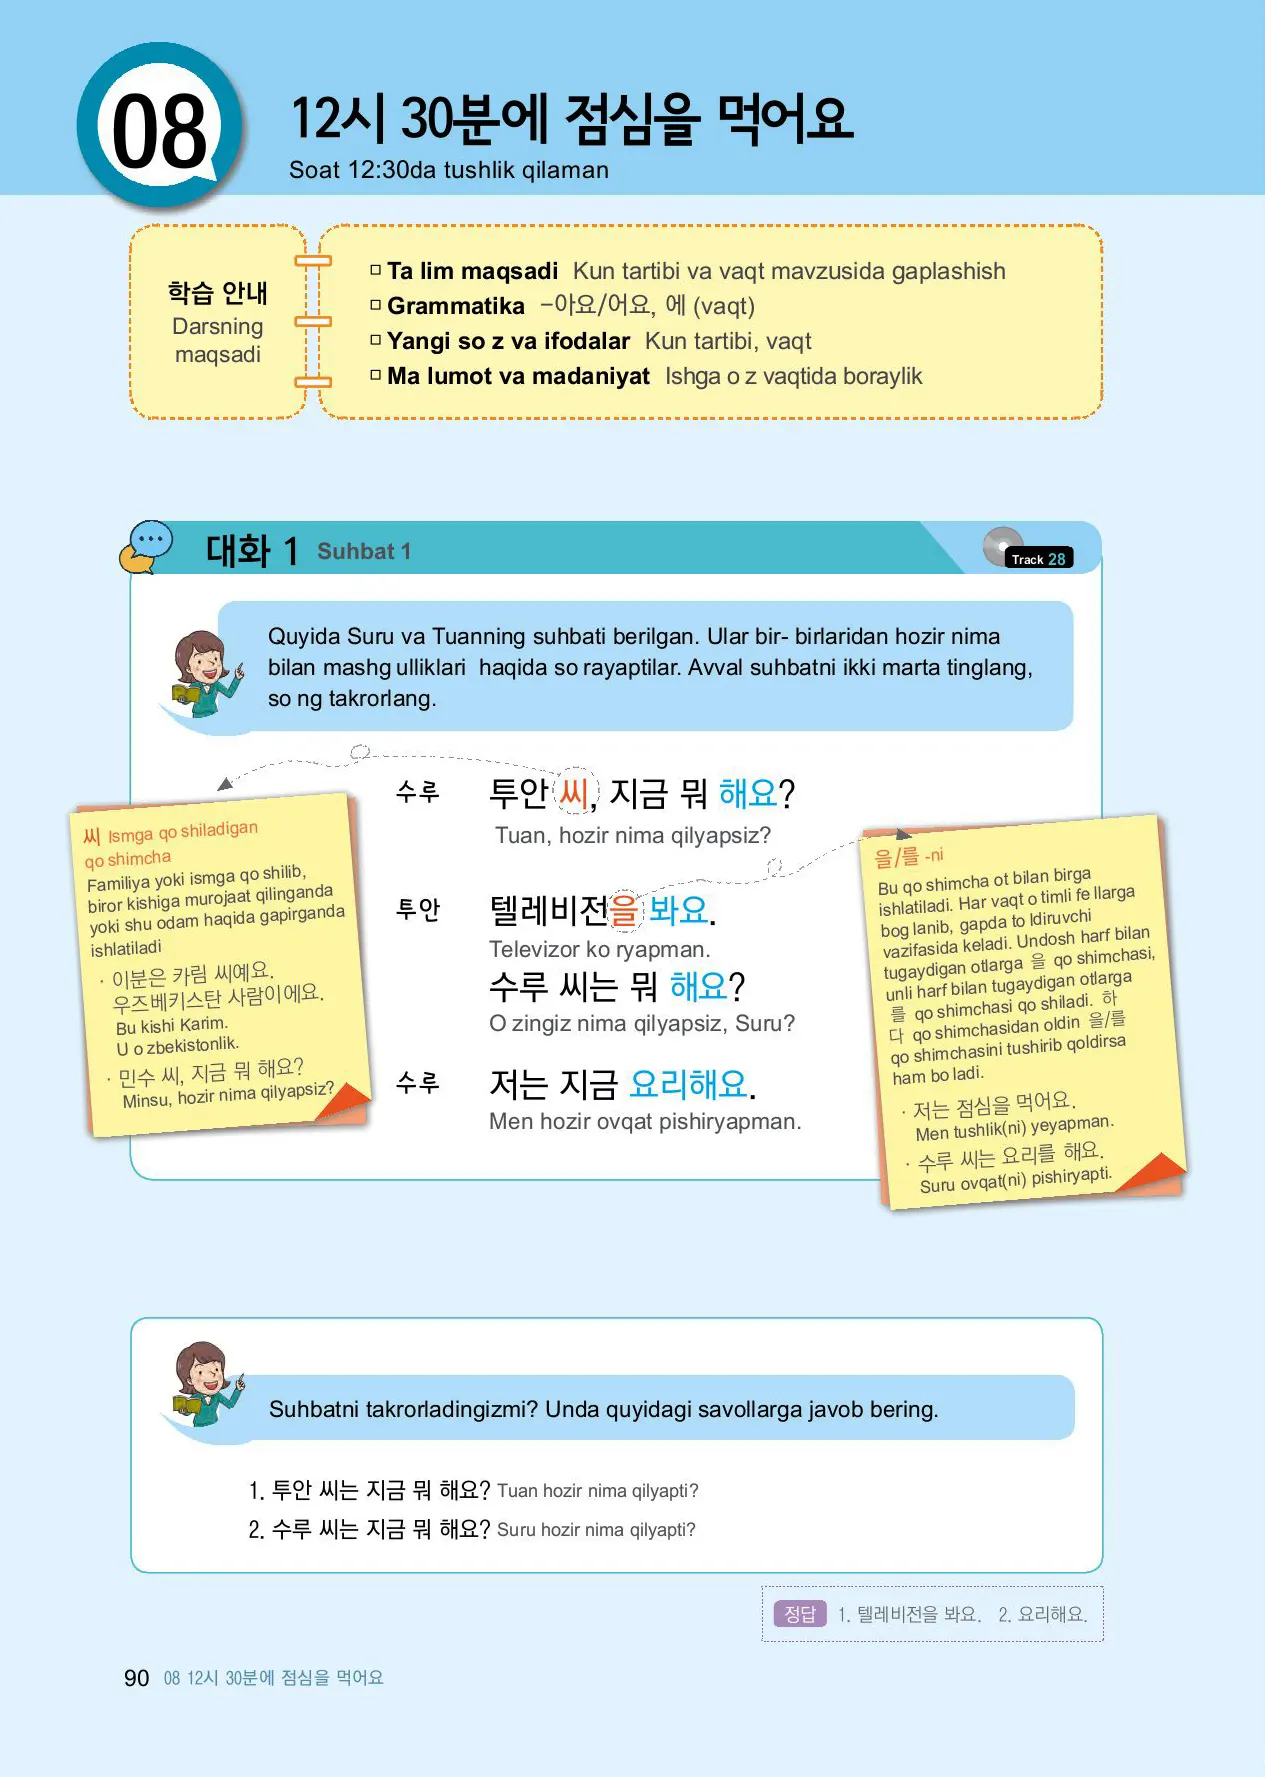 08
12시 30분에 점심을 먹어요
Soat 12:30da tushlik qilaman
학습 안내
Darsning
maqsadi
Ta lim maqsadi Kun tartibi va vaqt mavzusida gaplashish
Grammatika -아요/어요, 에 (vaqt)
Yangi so z va ifodalar Kun tartibi, vaqt
Ma lumot va madaniyat Ishga o z vaqtida boraylik
대화 1 Suhbat 1
Track 28
Quyida Suru va Tuanning suhbati berilgan. Ular bir- birlaridan hozir nima
bilan mashg ulliklari haqida so rayaptilar. Avval suhbatni ikki marta tinglang,
so ng takrorlang.
수루 투안 씨, 지금 뭐 해요?
Tuan, hozir nima qilyapsiz?
투안 텔레비전을 봐요.
Televizor ko ryapman.
수루 씨는 뭐 해요?
O zingiz nima qilyapsiz, Suru?
수루 저는 지금 요리해요.
Men hozir ovqat pishiryapman.
씨 Ismga qo shiladigan
qo shimcha
Familiya yoki ismga qo shilib,
biror kishiga murojaat qilinganda
yoki shu odam haqida gapirganda
ishlatiladi
· 이분은 카림 씨예요.
우즈베키스탄 사람이에요.
Bu kishi Karim.
U o zbekistonlik.
· 민수 씨, 지금 뭐 해요?
Minsu, hozir nima qilyapsiz?
을/를 -ni
Bu qo shimcha ot bilan birga
ishlatiladi. Har vaqt o timli fe llarga
bog lanib, gapda to ldiruvchi
vazifasida keladi. Undosh harf bilan
tugaydigan otlarga 을 qo shimchasi,
unli harf bilan tugaydigan otlarga
를 qo shimchasi qo shiladi. 하
다 qo shimchasidan oldin 을/를
qo shimchasini tushirib qoldirsa
ham bo ladi.
· 저는 점심을 먹어요.
Men tushlik(ni) yeyapman.
· 수루 씨는 요리를 해요.
Suru ovqat(ni) pishiryapti.
Suhbatni takrorladingizmi? Unda quyidagi savollarga javob bering.
1. 투안 씨는 지금 뭐 해요? Tuan hozir nima qilyapti?
2. 수루 씨는 지금 뭐 해요? Suru hozir nima qilyapti?
정답 1. 텔레비전을 봐요. 2. 요리해요.
90 08 12시 30분에 점심을 먹어요